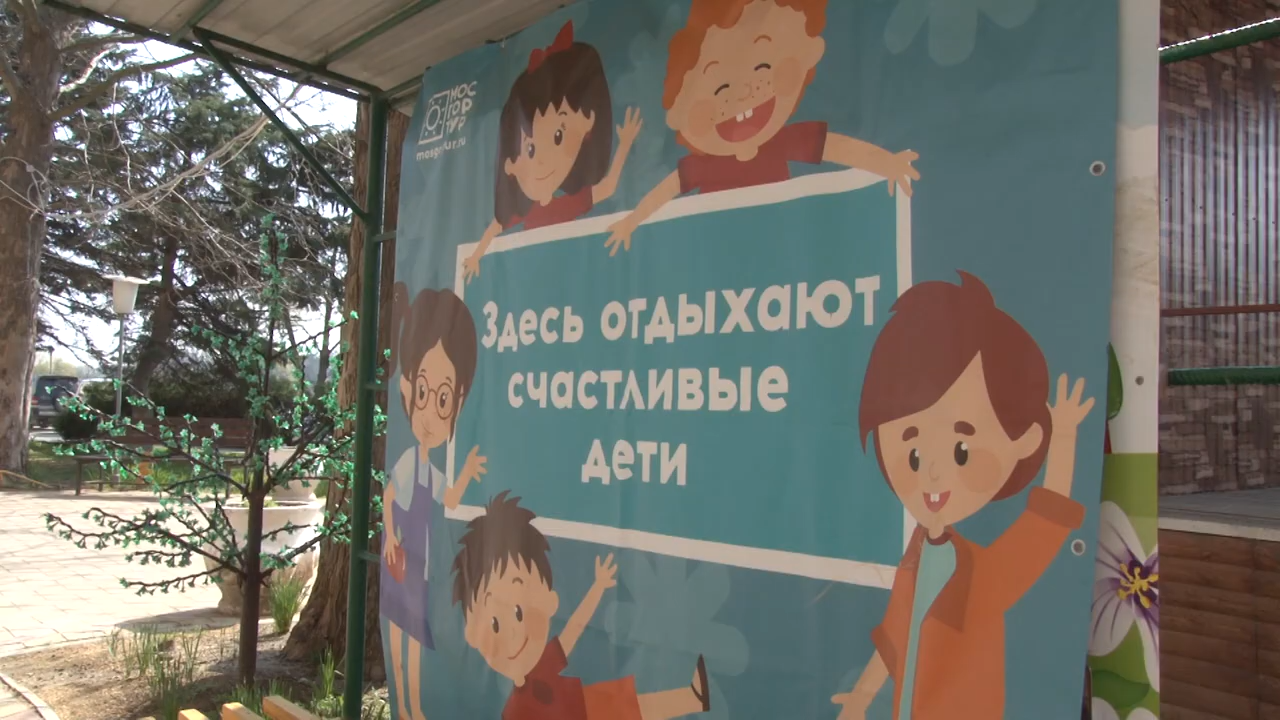 МОС
ГОР
ТУР
mosgortur.ru
Здесь отдыхают
счастливые
дети